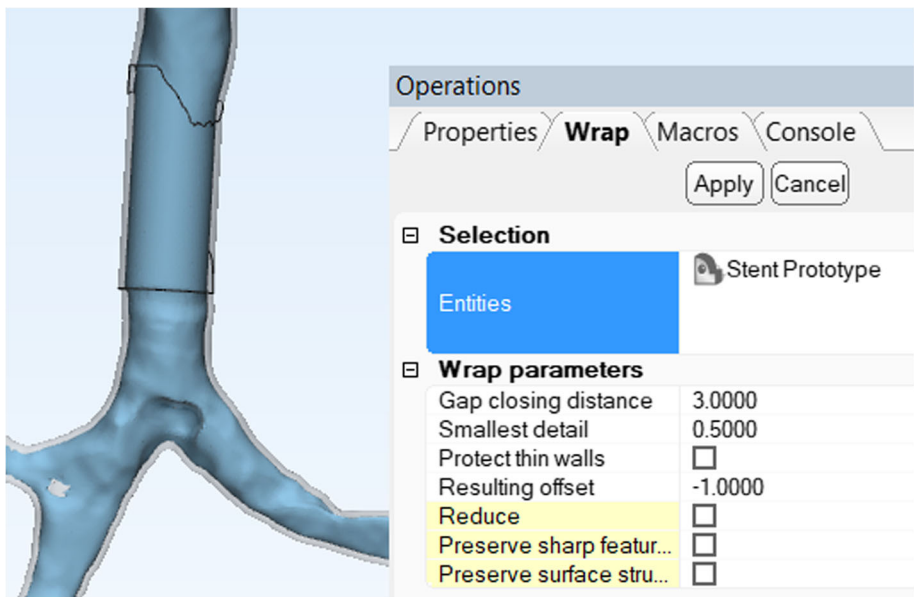 Operations
Properties Wrap Macros Console
Apply Cancel
Selection
Entities Stent Prototype
Wrap parameters
Gap closing distance 3.0000
Smallest detail 0.5000
Protect thin walls
Resulting offset -1.0000
Reduce
Preserve sharp featur...
Preserve surface stru...